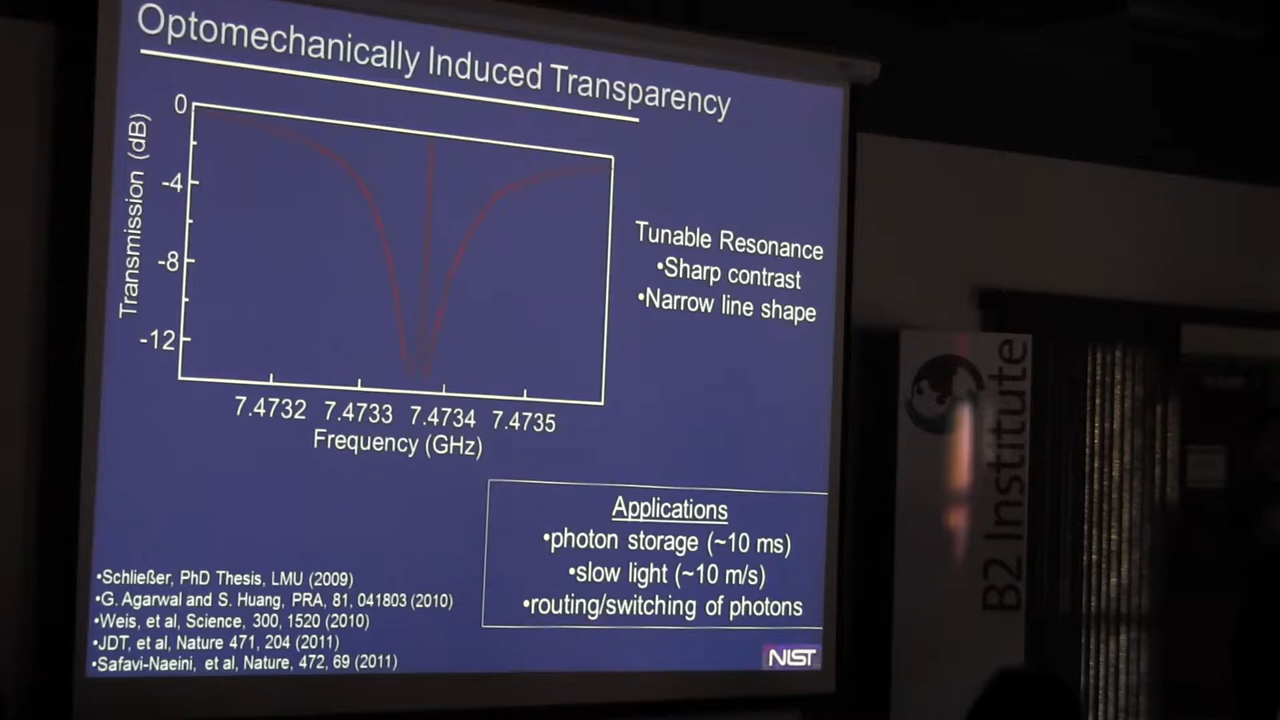 Optomechanically Induced Transparency
0
-4
-8
-12
Transmission (dB)
7.4732 7.4733 7.4734 7.4735
Frequency (GHz)
Tunable Resonance
•Sharp contrast
•Narrow line shape
Applications
•photon storage (~10 ms)
•slow light (~10 m/s)
•routing/switching of photons
•Schließer, PhD Thesis, LMU (2009)
•G. Agarwal and S. Huang, PRA, 81, 041803 (2010)
•Weis, et al, Science, 300, 1520 (2010)
•JDT, et al, Nature 471, 204 (2011)
•Safavi-Naeini, et al, Nature, 472, 69 (2011)
NIST
B2 Institute